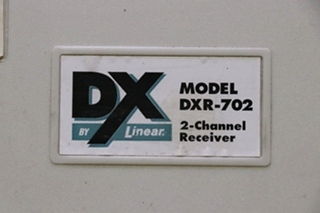 DX
BY Linear.
MODEL
DXR-702
2-Channel
Receiver